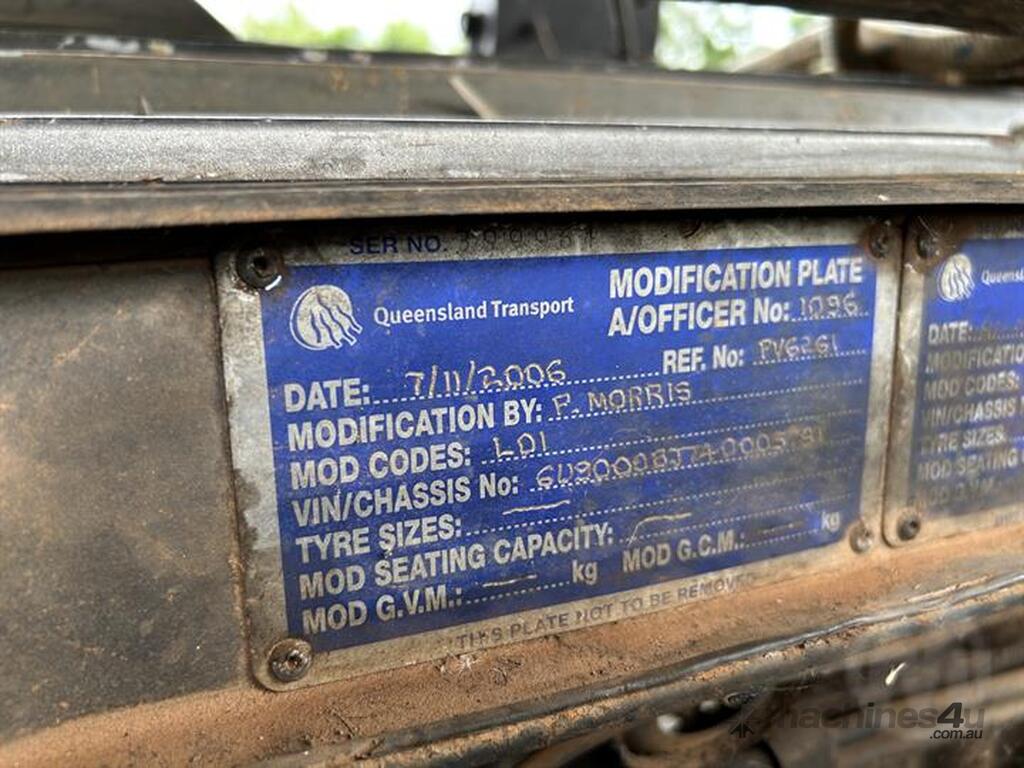 SER NO.
Queensland Transport
MODIFICATION PLATE
A/OFFICER No: 1096
DATE: 7/11/2006 REF. No: PV6261
MODIFICATION BY: P. MORRIS
MOD CODES: LO1
VIN/CHASSIS No:
TYRE SIZES: —
MOD SEATING CAPACITY: —
MOD G.V.M.: — kg MOD G.C.M.: — kg
THIS PLATE NOT TO BE REMOVED
Queensland
DATE:
MODIFICATION
MOD CODES:
VIN/CHASSIS
TYRE SIZES:
MOD SEATING
MOD G.V.M.
machines4u
.com.au